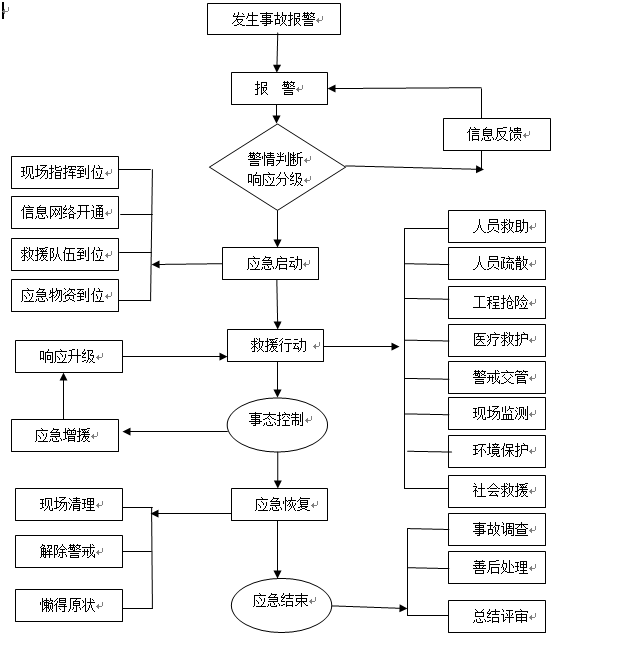 发生事故报警
报　警
信息反馈
警情判断
响应分级
现场指挥到位
信息网络开通
救援队伍到位
应急物资到位
应急启动
人员救助
人员疏散
工程抢险
医疗救护
警戒交管
现场监测
环境保护
社会救援
救援行动
响应升级
应急增援
事态控制
应急恢复
现场清理
解除警戒
懒得原状
应急结束
事故调查
善后处理
总结评审